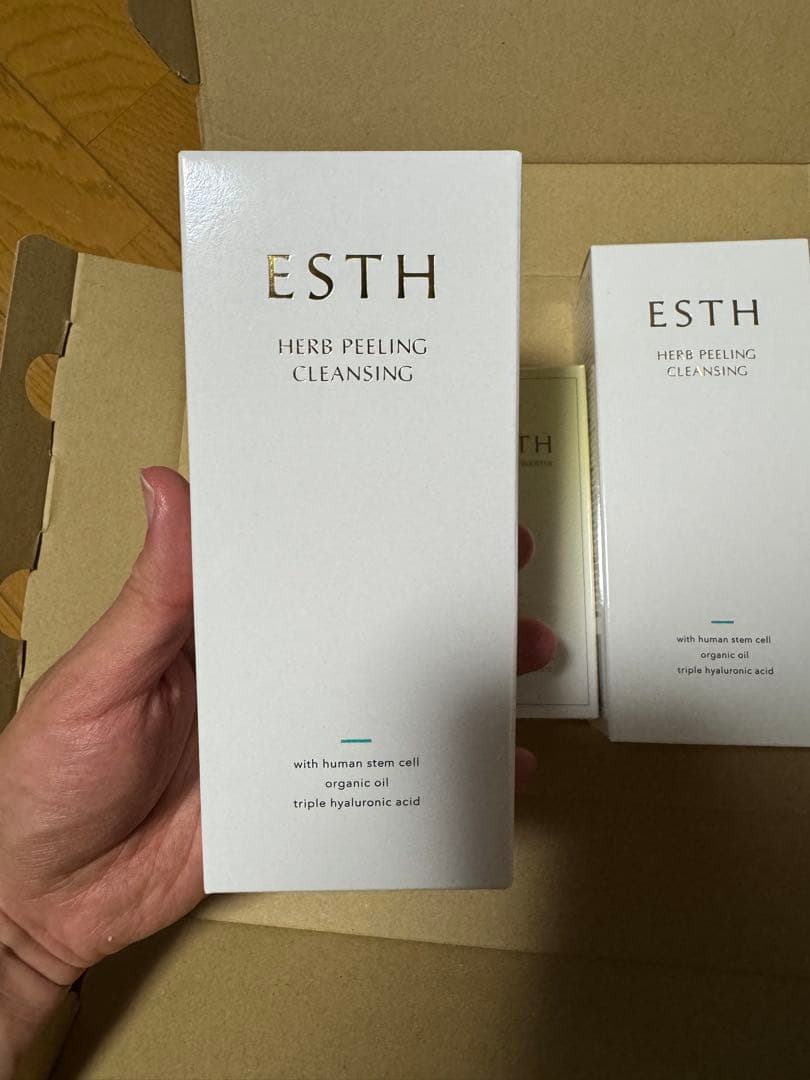 ESTH
HERB PEELING
CLEANSING
with human stem cell
organic oil
triple hyaluronic acid
TH
ESTH
HERB PEELING
CLEANSING
with human stem cell
organic oil
triple hyaluronic acid